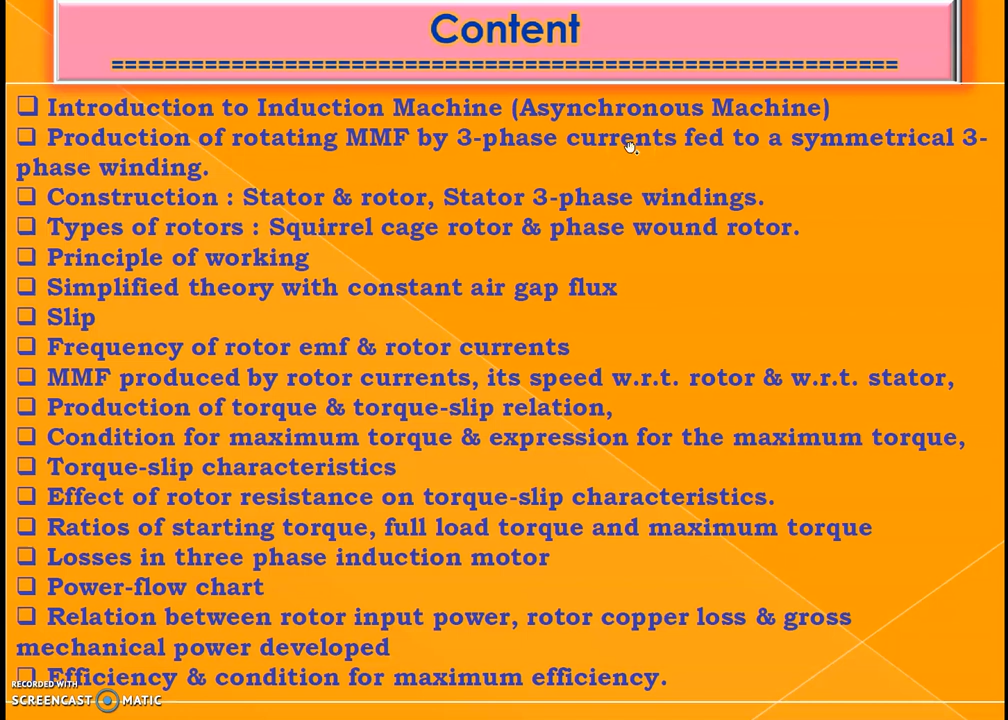 Content
=============================================================
❑ Introduction to Induction Machine (Asynchronous Machine)
❑ Production of rotating MMF by 3-phase currents fed to a symmetrical 3-
phase winding.
❑ Construction : Stator & rotor, Stator 3-phase windings.
❑ Types of rotors : Squirrel cage rotor & phase wound rotor.
❑ Principle of working
❑ Simplified theory with constant air gap flux
❑ Slip
❑ Frequency of rotor emf & rotor currents
❑ MMF produced by rotor currents, its speed w.r.t. rotor & w.r.t. stator,
❑ Production of torque & torque-slip relation,
❑ Condition for maximum torque & expression for the maximum torque,
❑ Torque-slip characteristics
❑ Effect of rotor resistance on torque-slip characteristics.
❑ Ratios of starting torque, full load torque and maximum torque
❑ Losses in three phase induction motor
❑ Power-flow chart
❑ Relation between rotor input power, rotor copper loss & gross
mechanical power developed
❑ Efficiency & condition for maximum efficiency.
RECORDED WITH
SCREENCAST MATIC